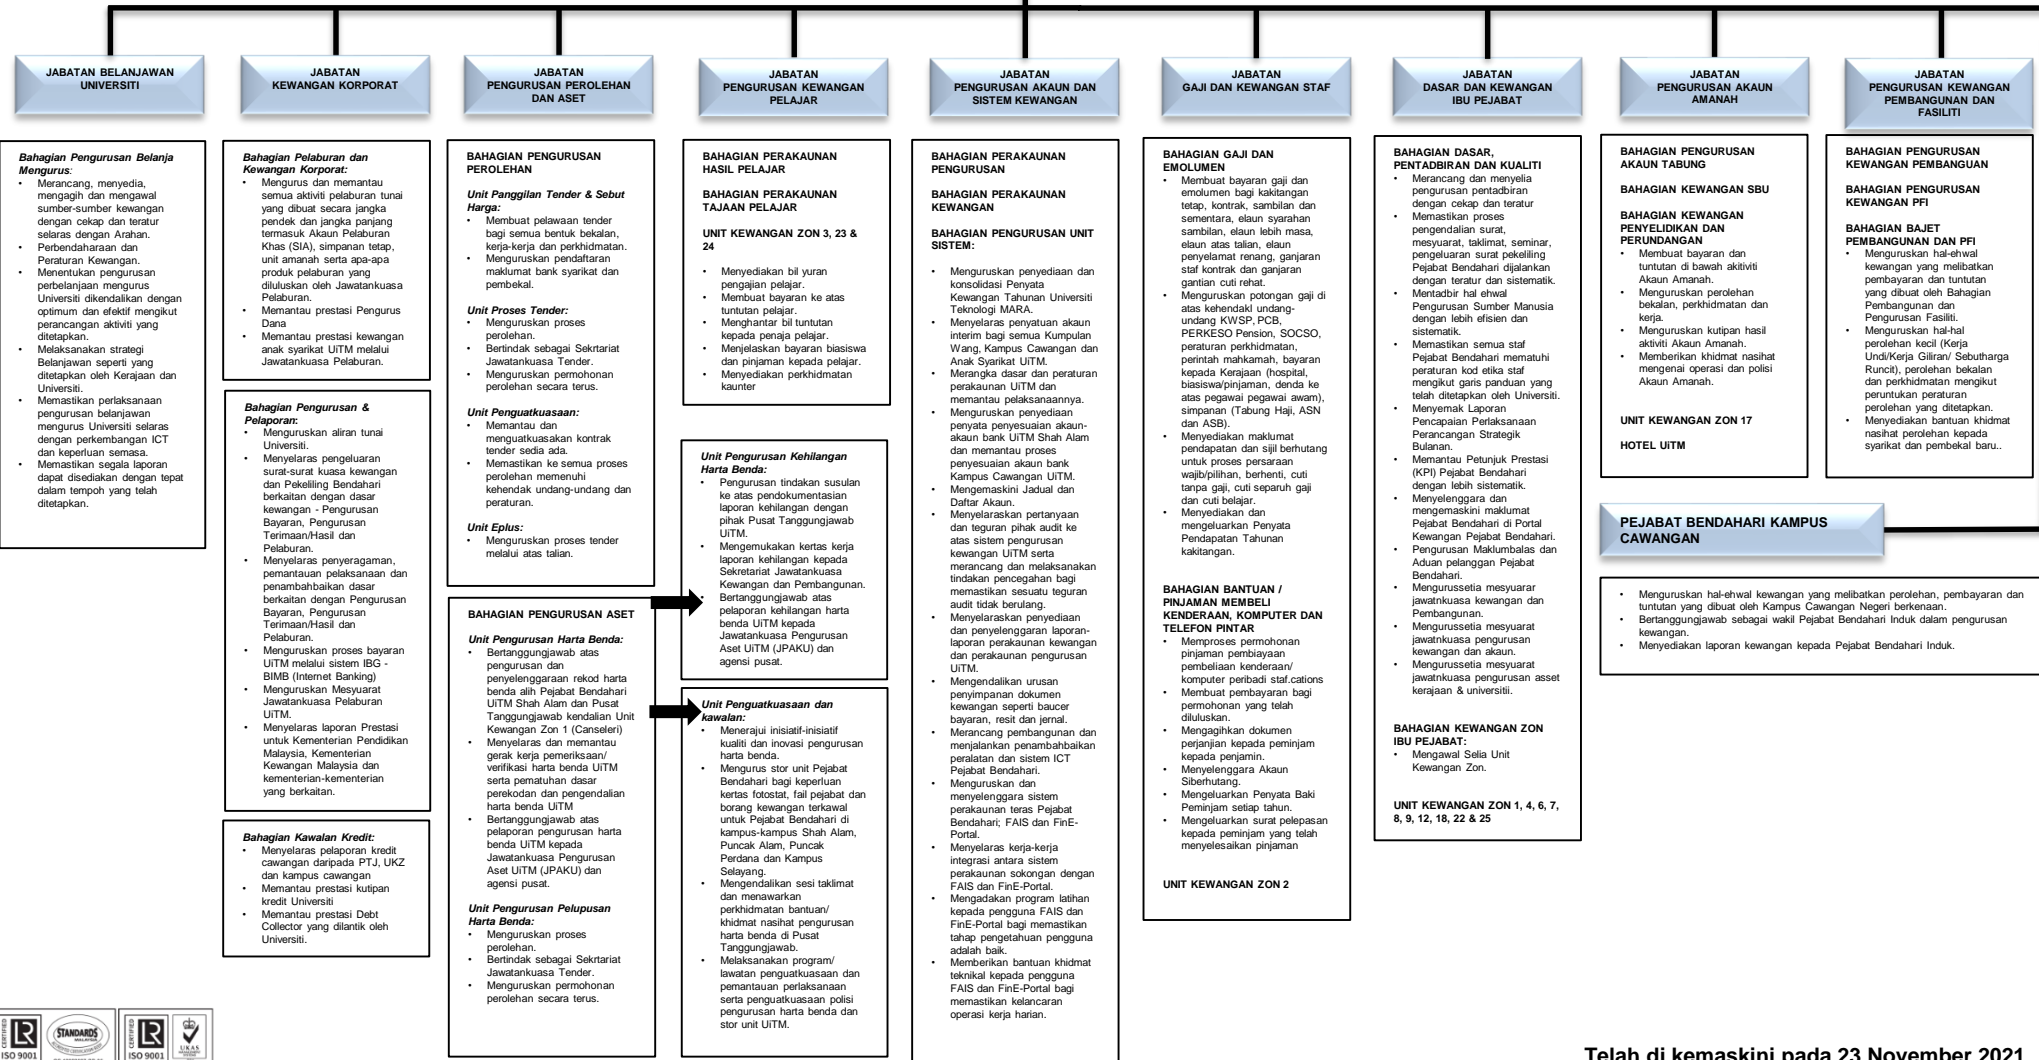 JABATAN BELANJAWAN
UNIVERSITI
JABATAN
KEWANGAN KORPORAT
JABATAN
PENGURUSAN PEROLEHAN
DAN ASET
JABATAN
PENGURUSAN KEWANGAN
PELAJAR
JABATAN
PENGURUSAN AKAUN DAN
SISTEM KEWANGAN
JABATAN
GAJI DAN KEWANGAN STAF
JABATAN
DASAR DAN KEWANGAN
IBU PEJABAT
JABATAN
PENGURUSAN AKAUN
AMANAH
JABATAN
PENGURUSAN KEWANGAN
PEMBANGUNAN DAN
FASILITI
Bahagian Pengurusan Belanja
Mengurus:
• Merancang, menyedia,
mengagih dan mengawal
sumber-sumber kewangan
dengan cekap dan teratur
selaras dengan Arahan.
• Perbendaharaan dan
Peraturan Kewangan.
• Menentukan pengurusan
perbelanjaan mengurus
Universiti dikendalikan dengan
optimum dan efektif mengikut
perancangan aktiviti yang
ditetapkan.
• Melaksanakan strategi
Belanjawan seperti yang
ditetapkan oleh Kerajaan dan
Universiti.
• Memastikan perlaksanaan
pengurusan belanjawan
mengurus Universiti selaras
dengan perkembangan ICT
dan keperluan semasa.
• Memastikan segala laporan
dapat disediakan dengan tepat
dalam tempoh yang telah
ditetapkan.
Bahagian Pelaburan dan
Kewangan Korporat:
• Mengurus dan memantau
semua aktiviti pelaburan tunai
yang dibuat secara jangka
pendek dan jangka panjang
termasuk Akaun Pelaburan
Khas (SIA), simpanan tetap,
unit amanah serta apa-apa
produk pelaburan yang
diluluskan oleh Jawatankuasa
Pelaburan.
• Memantau prestasi Pengurus
Dana
• Memantau prestasi kewangan
anak syarikat UiTM melalui
Jawatankuasa Pelaburan.
Bahagian Pengurusan &
Pelaporan:
• Menguruskan aliran tunai
Universiti.
• Menyelaras pengeluaran
surat-surat kuasa kewangan
dan Pekeliling Bendahari
berkaitan dengan dasar
kewangan - Pengurusan
Bayaran, Pengurusan
Terimaan/Hasil dan
Pelaburan.
• Menyelaras penyeragaman,
pemantauan pelaksanaan dan
penambahbaikan dasar
berkaitan dengan Pengurusan
Bayaran, Pengurusan
Terimaan/Hasil dan
Pelaburan.
• Menguruskan proses bayaran
UiTM melalui sistem IBG -
BIMB (Internet Banking)
• Menguruskan Mesyuarat
Jawatankuasa Pelaburan
UiTM.
• Menyelaras laporan Prestasi
untuk Kementerian Pendidikan
Malaysia, Kementerian
Kewangan Malaysia dan
kementerian-kementerian
yang berkaitan.
Bahagian Kawalan Kredit:
• Menyelaras pelaporan kredit
cawangan daripada PTJ, UKZ
dan kampus cawangan
• Memantau prestasi kutipan
kredit Universiti
• Memantau prestasi Debt
Collector yang dilantik oleh
Universiti.
BAHAGIAN PENGURUSAN
PEROLEHAN
Unit Panggilan Tender & Sebut
Harga:
• Membuat pelawaan tender
bagi semua bentuk bekalan,
kerja-kerja dan perkhidmatan.
• Menguruskan pendaftaran
maklumat bank syarikat dan
pembekal.
Unit Proses Tender:
• Menguruskan proses
perolehan.
• Bertindak sebagai Sekrtariat
Jawatankuasa Tender.
• Menguruskan permohonan
perolehan secara terus.
Unit Penguatkuasaan:
• Memantau dan
menguatkuasakan kontrak
tender sedia ada.
• Memastikan ke semua proses
perolehan memenuhi
kehendak undang-undang dan
peraturan.
Unit Eplus:
• Menguruskan proses tender
melalui atas talian.
BAHAGIAN PENGURUSAN ASET
Unit Pengurusan Harta Benda:
• Bertanggungjawab atas
pengurusan dan
penyelenggaraan rekod harta
benda alih Pejabat Bendahari
UiTM Shah Alam dan Pusat
Tanggungjawab kendalian Unit
Kewangan Zon 1 (Canseleri)
• Menyelaras dan memantau
gerak kerja pemeriksaan/
verifikasi harta benda UiTM
serta pematuhan dasar
perekodan dan pengendalian
harta benda UiTM
• Bertanggungjawab atas
pelaporan pengurusan harta
benda UiTM kepada
Jawatankuasa Pengurusan
Aset UiTM (JPAKU) dan
agensi pusat.
Unit Pengurusan Pelupusan
Harta Benda:
• Menguruskan proses
perolehan.
• Bertindak sebagai Sekrtariat
Jawatankuasa Tender.
• Menguruskan permohonan
perolehan secara terus.
BAHAGIAN PERAKAUNAN
HASIL PELAJAR
BAHAGIAN PERAKAUNAN
TAJAAN PELAJAR
UNIT KEWANGAN ZON 3, 23 &
24
• Menyediakan bil yuran
pengajian pelajar.
• Membuat bayaran ke atas
tuntutan pelajar.
• Menghantar bil tuntutan
kepada penaja pelajar.
• Menjelaskan bayaran biasiswa
dan pinjaman kepada pelajar.
• Menyediakan perkhidmatan
kaunter
Unit Pengurusan Kehilangan
Harta Benda:
• Pengurusan tindakan susulan
ke atas pendokumentasian
laporan kehilangan dengan
pihak Pusat Tanggungjawab
UiTM.
• Mengemukakan kertas kerja
laporan kehilangan kepada
Sekretariat Jawatankuasa
Kewangan dan Pembangunan.
• Bertanggungjawab atas
pelaporan kehilangan harta
benda UiTM kepada
Jawatankuasa Pengurusan
Aset UiTM (JPAKU) dan
agensi pusat.
Unit Penguatkuasaan dan
kawalan:
• Menerajui inisiatif-inisiatif
kualiti dan inovasi pengurusan
harta benda.
• Mengurus stor unit Pejabat
Bendahari bagi keperluan
kertas fotostat, fail pejabat dan
borang kewangan terkawal
untuk Pejabat Bendahari di
kampus-kampus Shah Alam,
Puncak Alam, Puncak
Perdana dan Kampus
Selayang.
• Mengendalikan sesi taklimat
dan menawarkan
perkhidmatan bantuan/
khidmat nasihat pengurusan
harta benda di Pusat
Tanggungjawab.
• Melaksanakan program/
lawatan penguatkuasaan dan
pemantauan perlaksanaan
serta penguatkuasaan polisi
pengurusan harta benda dan
stor unit UiTM.
BAHAGIAN PERAKAUNAN
PENGURUSAN
BAHAGIAN PERAKAUNAN
KEWANGAN
BAHAGIAN PENGURUSAN UNIT
SISTEM:
• Menguruskan penyediaan dan
konsolidasi Penyata
Kewangan Tahunan Universiti
Teknologi MARA.
• Menyelaras penyatuan akaun
interim bagi semua Kumpulan
Wang, Kampus Cawangan dan
Anak Syarikat UiTM.
• Merangka dasar dan peraturan
perakaunan UiTM dan
memantau pelaksanaannya.
• Menguruskan penyediaan
penyata penyesuaian akaun-
akaun bank UiTM Shah Alam
dan memantau proses
penyesuaian akaun bank
Kampus Cawangan UiTM.
• Mengemaskini Jadual dan
Daftar Akaun.
• Menyelaraskan pertanyaan
dan teguran pihak audit ke
atas sistem pengurusan
kewangan UiTM serta
merancang dan melaksanakan
tindakan pencegahan bagi
memastikan sesuatu teguran
audit tidak berulang.
• Menyelaraskan penyediaan
dan penyelenggaran laporan-
laporan perakaunan kewangan
dan perakaunan pengurusan
UiTM.
• Mengendalikan urusan
penyimpanan dokumen
kewangan seperti baucer
bayaran, resit dan jernal.
• Merancang pembangunan dan
menjalankan penambahbaikan
peralatan dan sistem ICT
Pejabat Bendahari.
• Menguruskan dan
menyelenggara sistem
perakaunan teras Pejabat
Bendahari; FAIS dan FinE-
Portal.
• Menyelaras kerja-kerja
integrasi antara sistem
perakaunan sokongan dengan
FAIS dan FinE-Portal.
• Mengadakan program latihan
kepada pengguna FAIS dan
FinE-Portal bagi memastikan
tahap pengetahuan pengguna
adalah baik.
• Memberikan bantuan khidmat
teknikal kepada pengguna
FAIS dan FinE-Portal bagi
memastikan kelancaran
operasi kerja harian.
BAHAGIAN GAJI DAN
EMOLUMEN
• Membuat bayaran gaji dan
emolumen bagi kakitangan
tetap, kontrak, sambilan dan
sementara, elaun syarahan
sambilan, elaun lebih masa,
elaun atas talian, elaun
penyelamat renang, ganjaran
staf kontrak dan ganjaran
gantian cuti rehat.
• Menguruskan potongan gaji di
atas kehendakl undang-
undang KWSP, PCB,
PERKESO Pension, SOCSO,
peraturan perkhidmatan,
perintah mahkamah, bayaran
kepada Kerajaan (hospital,
biasiswa/pinjaman, denda ke
atas pegawai pegawai awam),
simpanan (Tabung Haji, ASN
dan ASB).
• Menyediakan maklumat
pendapatan dan sijil berhutang
untuk proses persaraan
wajib/pilihan, berhenti, cuti
tanpa gaji, cuti separuh gaji
dan cuti belajar.
• Menyediakan dan
mengeluarkan Penyata
Pendapatan Tahunan
kakitangan.
BAHAGIAN BANTUAN /
PINJAMAN MEMBELI
KENDERAAN, KOMPUTER DAN
TELEFON PINTAR
• Memproses permohonan
pinjaman pembiayaan
pembeliaan kenderaan/
komputer peribadi staf.cations
• Membuat pembayaran bagi
permohonan yang telah
diluluskan.
• Mengagihkan dokumen
perjanjian kepada peminjam
kepada penjamin.
• Menyelenggara Akaun
Siberhutang.
• Mengeluarkan Penyata Baki
Peminjam setiap tahun.
• Mengeluarkan surat pelepasan
kepada peminjam yang telah
menyelesaikan pinjaman
UNIT KEWANGAN ZON 2
BAHAGIAN DASAR,
PENTADBIRAN DAN KUALITI
• Merancang dan menyelia
pengurusan pentadbiran
dengan cekap dan teratur
• Memastikan proses
pengendalian surat,
mesyuarat, taklimat, seminar,
pengeluaran surat pekeliling
Pejabat Bendahari dijalankan
dengan teratur dan sistematik.
• Mentadbir hal ehwal
Pengurusan Sumber Manusia
dengan lebih efisien dan
sistematik.
• Memastikan semua staf
Pejabat Bendahari mematuhi
peraturan kod etika staf
mengikut garis panduan yang
telah ditetapkan oleh Universiti.
• Menyemak Laporan
Pencapaian Perlaksanaan
Perancangan Strategik
Bulanan.
• Memantau Petunjuk Prestasi
(KPI) Pejabat Bendahari
dengan lebih sistematik.
• Menyelenggara dan
mengemaskini maklumat
Pejabat Bendahari di Portal
Kewangan Pejabat Bendahari.
• Pengurusan Maklumbalas dan
Aduan pelanggan Pejabat
Bendahari.
• Mengurussetia mesyuarar
jawatnkuasa kewangan dan
Pembangunan.
• Mengurussetia mesyuarat
jawatnkuasa pengurusan
kewangan dan akaun.
• Mengurussetia mesyuarat
jawatnkuasa pengurusan asset
kerajaan & universitii.
BAHAGIAN KEWANGAN ZON
IBU PEJABAT:
• Mengawal Selia Unit
Kewangan Zon.
UNIT KEWANGAN ZON 1, 4, 6, 7,
8, 9, 12, 18, 22 & 25
BAHAGIAN PENGURUSAN
AKAUN TABUNG
BAHAGIAN KEWANGAN SBU
BAHAGIAN KEWANGAN
PENYELIDIKAN DAN
PERUNDANGAN
• Membuat bayaran dan
tuntutan di bawah akitiviti
Akaun Amanah.
• Menguruskan perolehan
bekalan, perkhidmatan dan
kerja.
• Menguruskan kutipan hasil
aktiviti Akaun Amanah.
• Memberikan khidmat nasihat
mengenai operasi dan polisi
Akaun Amanah.
UNIT KEWANGAN ZON 17
HOTEL UiTM
BAHAGIAN PENGURUSAN
KEWANGAN PEMBANGUAN
BAHAGIAN PENGURUSAN
KEWANGAN PFI
BAHAGIAN BAJET
PEMBANGUNAN DAN PFI
• Menguruskan hal-ehwal
kewangan yang melibatkan
pembayaran dan tuntutan
yang dibuat oleh Bahagian
Pembangunan dan
Pengurusan Fasiliti.
• Menguruskan hal-hal
perolehan kecil (Kerja
Undi/Kerja Giliran/ Sebutharga
Runcit), perolehan bekalan
dan perkhidmatan mengikut
peruntukan peraturan
perolehan yang ditetapkan.
• Menyediakan bantuan khidmat
nasihat perolehan kepada
syarikat dan pembekal baru..
PEJABAT BENDAHARI KAMPUS
CAWANGAN
• Menguruskan hal-ehwal kewangan yang melibatkan perolehan, pembayaran dan
tuntutan yang dibuat oleh Kampus Cawangan Negeri berkenaan.
• Bertanggungjawab sebagai wakil Pejabat Bendahari Induk dalam pengurusan
kewangan.
• Menyediakan laporan kewangan kepada Pejabat Bendahari Induk.
CERTIFIED
LR
ISO 9001
STANDARDS
MALAYSIA
CERTIFIED
LR
ISO 9001
UKAS
Telah di kemaskini pada 23 November 2021